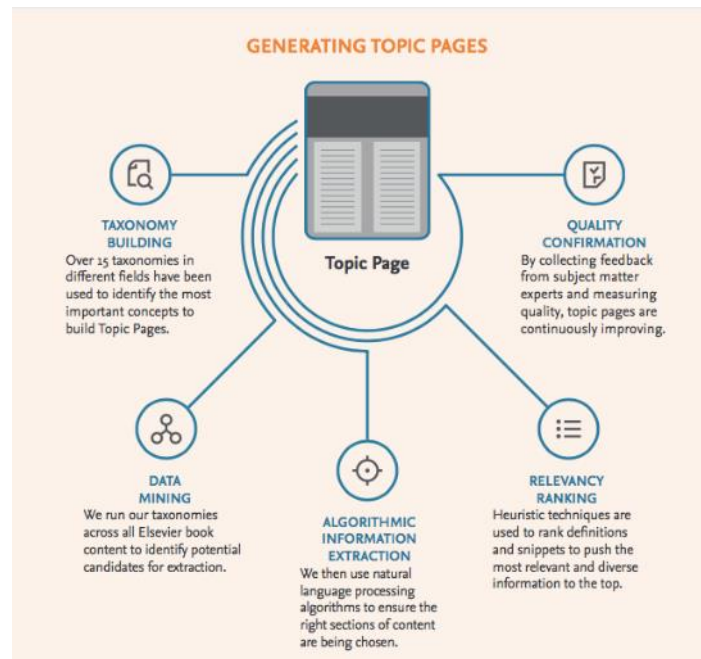 GENERATING TOPIC PAGES
Topic Page
TAXONOMY
BUILDING
Over 15 taxonomies in
different fields have been
used to identify the most
important concepts to
build Topic Pages.
DATA
MINING
We run our taxonomies
across all Elsevier book
content to identify potential
candidates for extraction.
ALGORITHMIC
INFORMATION
EXTRACTION
We then use natural
language processing
algorithms to ensure the
right sections of content
are being chosen.
RELEVANCY
RANKING
Heuristic techniques are
used to rank definitions
and snippets to push the
most relevant and diverse
information to the top.
QUALITY
CONFIRMATION
By collecting feedback
from subject matter
experts and measuring
quality, topic pages are
continuously improving.